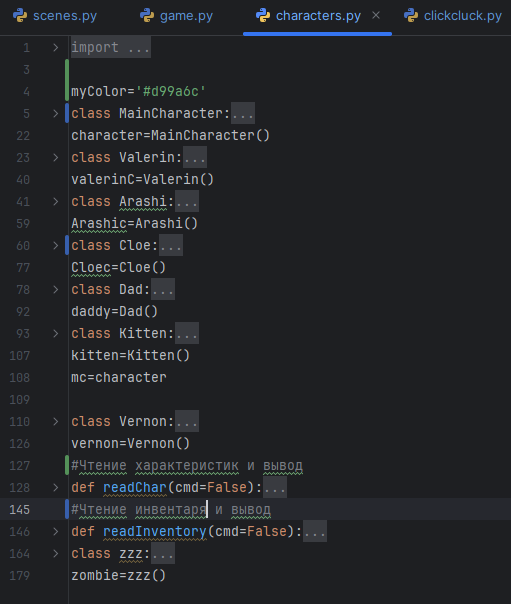 scenes.py game.py characters.py × clickcluck.py
1 > import ...
3
4 myColor='#d99a6c'
5 > class MainCharacter:...
22 character=MainCharacter()
23 > class Valerin:...
40 valerinC=Valerin()
41 > class Arashi:...
59 Arashic=Arashi()
60 > class Cloe:...
77 Cloec=Cloe()
78 > class Dad:...
92 daddy=Dad()
93 > class Kitten:...
107 kitten=Kitten()
108 mc=character
109
110 > class Vernon:...
126 vernon=Vernon()
127 #Чтение характеристик и вывод
128 > def readChar(cmd=False):...
145 #Чтение инвентаря и вывод
146 > def readInventory(cmd=False):...
164 > class zzz:...
179 zombie=zzz()